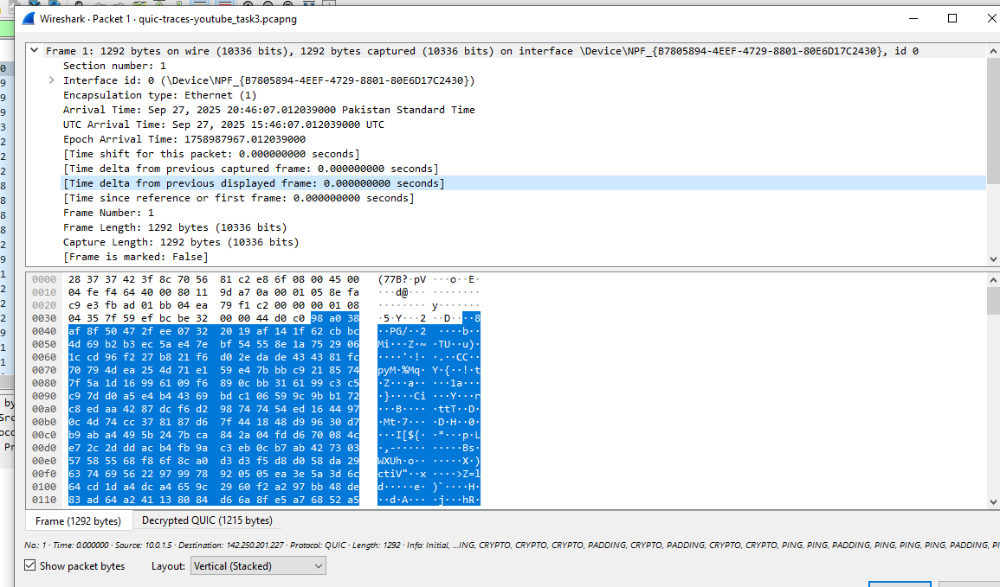 Wireshark · Packet 1 · quic-traces-youtube_task3.pcapng
Frame 1: 1292 bytes on wire (10336 bits), 1292 bytes captured (10336 bits) on interface \Device\NPF_{B7805894-4EEF-4729-8801-80E6D17C2430}, id 0
Section number: 1
Interface id: 0 (\Device\NPF_{B7805894-4EEF-4729-8801-80E6D17C2430})
Encapsulation type: Ethernet (1)
Arrival Time: Sep 27, 2025 20:46:07.012039000 Pakistan Standard Time
UTC Arrival Time: Sep 27, 2025 15:46:07.012039000 UTC
Epoch Arrival Time: 1758987967.012039000
[Time shift for this packet: 0.000000000 seconds]
[Time delta from previous captured frame: 0.000000000 seconds]
[Time delta from previous displayed frame: 0.000000000 seconds]
[Time since reference or first frame: 0.000000000 seconds]
Frame Number: 1
Frame Length: 1292 bytes (10336 bits)
Capture Length: 1292 bytes (10336 bits)
[Frame is marked: False]
0000 28 37 37 42 3f 8c 70 56 81 c2 e8 6f 08 00 45 00 (77B?·pV ···o··E·
0010 04 fe f4 64 40 00 80 11 9d a7 0a 00 01 05 8e fa ···d@··· ········
0020 c9 e3 fb ad 01 bb 04 ea 79 f1 c2 00 00 00 01 08 ········ y·······
0030 04 35 7f 59 ef bc be 32 00 00 44 d0 c0 98 a0 38 ·5·Y···2 ··D····8
0040 af 8f 50 47 2f ee 07 32 20 19 af 14 1f 62 cb bc ··PG/··2 ····b··
0050 4d 69 b2 b3 ec 5a e4 7e bf 54 55 8e 1a 75 29 06 Mi···Z·~ ·TU··u)·
0060 1c cd 96 f2 27 b8 21 f6 d0 2e da de 43 43 81 fc ····'·!· ·.··CC··
0070 70 79 4d ea 25 4d 71 e1 59 e4 7b bb c9 21 85 74 pyM·%Mq· Y·{··!·t
0080 7f 5a 1d 16 99 61 09 f6 89 0c bb 31 61 99 c3 c5 ·Z···a·· ···1a···
0090 c9 7d d0 a5 e4 b4 43 69 bd c1 06 59 9c 9b b1 72 ·}····Ci ···Y···r
00a0 c8 ed aa 42 87 dc f6 d2 98 74 74 54 ed 16 44 97 ···B···· ·ttT··D·
00b0 0c 4d 74 cc 37 81 87 d6 7f 44 18 48 d9 96 30 d7 ·Mt·7··· ·D·H··0·
00c0 b9 ab a4 49 5b 24 7b ca 84 2a 04 fd d6 70 08 4c ···I[${· ·*···p·L
00d0 e7 2c 2d dd ac b4 fb 9a c3 eb 0c b7 ab 42 73 03 ·,-····· ·····Bs·
00e0 57 58 55 68 f8 6f 8c a0 d3 d3 f5 d8 d0 58 da 29 WXUh·o·· ·····X·)
00f0 63 74 69 56 22 97 99 78 92 05 05 ea 3e 5a 3d 6c ctiV"··x ····>Z=l
0100 64 cd 1d a4 dc a4 65 9c 29 60 f2 a2 97 bb 48 de d·····e· )`····H·
0110 83 ad 64 a2 41 13 80 84 d6 6a 8f e5 a7 68 52 a5 ··d·A··· ·j···hR·
Frame (1292 bytes) Decrypted QUIC (1215 bytes)
No.: 1 · Time: 0.000000 · Source: 10.0.1.5 · Destination: 142.250.201.227 · Protocol: QUIC · Length: 1292 · Info: Initial, ...ING, CRYPTO, CRYPTO, CRYPTO, PADDING, CRYPTO, PADDING, CRYPTO, CRYPTO, PING, PING, PADDING, PING, PING, PING, PADDING, PI
Show packet bytes Layout: Vertical (Stacked)